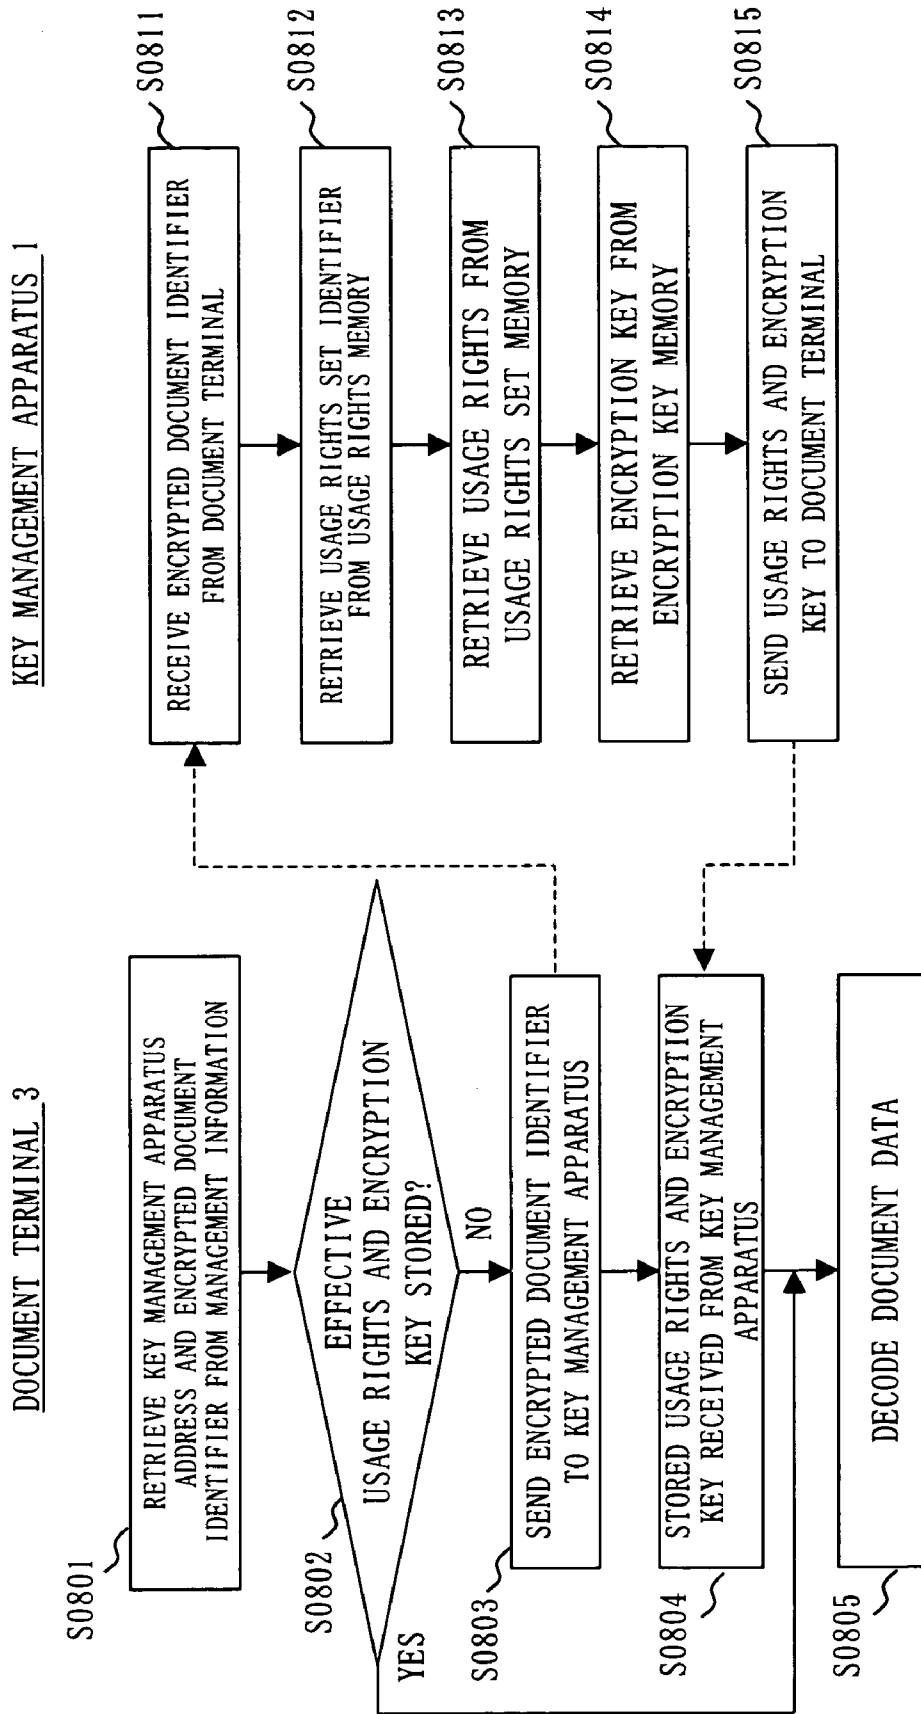 DOCUMENT TERMINAL 3
S0801
RETRIEVE KEY MANAGEMENT APPARATUS
ADDRESS AND ENCRYPTED DOCUMENT
IDENTIFIER FROM MANAGEMENT INFORMATION
S0802
EFFECTIVE
USAGE RIGHTS AND ENCRYPTION
KEY STORED?
YES
NO
S0803
SEND ENCRYPTED DOCUMENT IDENTIFIER
TO KEY MANAGEMENT APPARATUS
S0804
STORED USAGE RIGHTS AND ENCRYPTION
KEY RECEIVED FROM KEY MANAGEMENT
APPARATUS
S0805
DECODE DOCUMENT DATA
KEY MANAGEMENT APPARATUS 1
RECEIVE ENCRYPTED DOCUMENT IDENTIFIER
FROM DOCUMENT TERMINAL
S0811
RETRIEVE USAGE RIGHTS SET IDENTIFIER
FROM USAGE RIGHTS MEMORY
S0812
RETRIEVE USAGE RIGHTS FROM
USAGE RIGHTS SET MEMORY
S0813
RETRIEVE ENCRYPTION KEY FROM
ENCRYPTION KEY MEMORY
S0814
SEND USAGE RIGHTS AND ENCRYPTION
KEY TO DOCUMENT TERMINAL
S0815